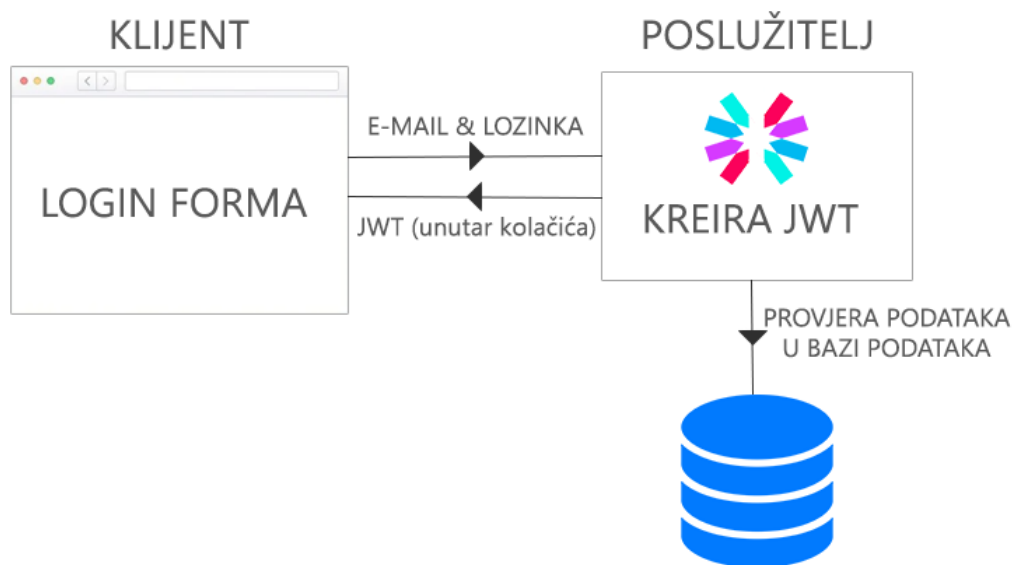 KLIJENT
POSLUŽITELJ
E-MAIL & LOZINKA
LOGIN FORMA
JWT (unutar kolačića)
KREIRA JWT
PROVJERA PODATAKA
U BAZI PODATAKA